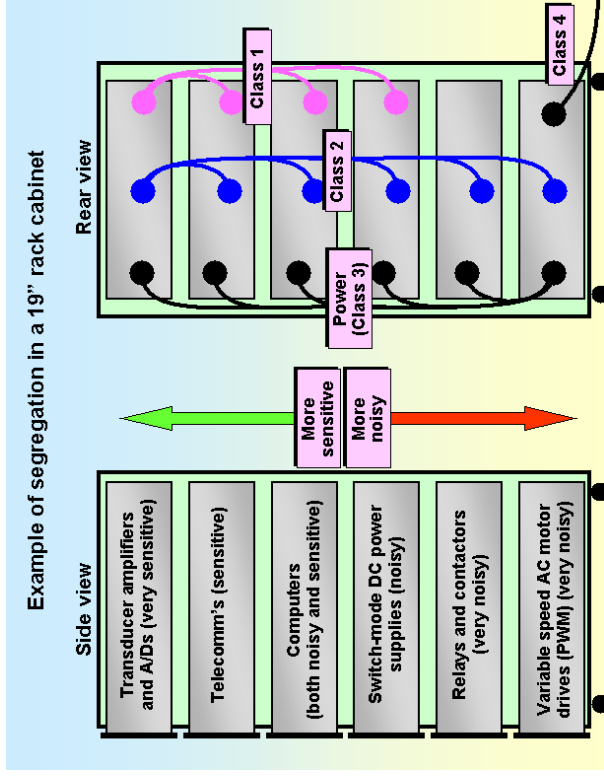 Example of segregation in a 19” rack cabinet
Side view
Rear view
Transducer amplifiers
and A/Ds (very sensitive)
Telecomm's (sensitive)
Computers
(both noisy and sensitive)
Switch-mode DC power
supplies (noisy)
Relays and contactors
(very noisy)
Variable speed AC motor
drives (PWM) (very noisy)
More
sensitive
More
noisy
Power
(Class 3)
Class 2
Class 1
Class 4